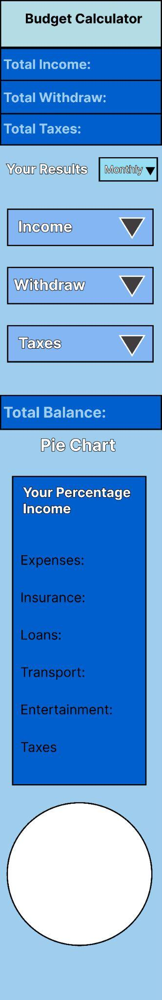 Budget Calculator
Total Income:
Total Withdraw:
Total Taxes:
Your Results
Monthly
Income
Withdraw
Taxes
Total Balance:
Pie Chart
Your Percentage
Income
Expenses:
Insurance:
Loans:
Transport:
Entertainment:
Taxes